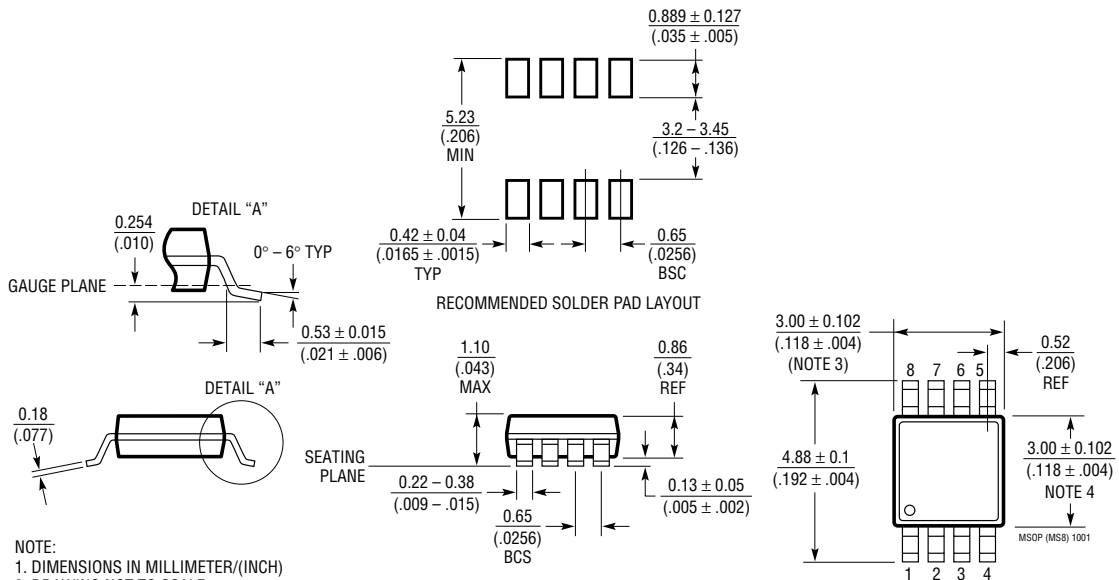 0.889 ± 0.127
(.035 ± .005)
5.23
(.206)
MIN
3.2 – 3.45
(.126 – .136)
0.42 ± 0.04
(.0165 ± .0015)
TYP
0.65
(.0256)
BSC
RECOMMENDED SOLDER PAD LAYOUT
DETAIL “A”
0.254
(.010)
0° – 6° TYP
GAUGE PLANE
0.53 ± 0.015
(.021 ± .006)
DETAIL “A”
0.18
(.077)
1.10
(.043)
MAX
0.86
(.34)
REF
SEATING
PLANE
0.22 – 0.38
(.009 – .015)
0.65
(.0256)
BCS
0.13 ± 0.05
(.005 ± .002)
3.00 ± 0.102
(.118 ± .004)
(NOTE 3)
0.52
(.206)
REF
8 7 6 5
4.88 ± 0.1
(.192 ± .004)
3.00 ± 0.102
(.118 ± .004)
NOTE 4
MSOP (MS8) 1001
1 2 3 4
NOTE:
1. DIMENSIONS IN MILLIMETER/(INCH)